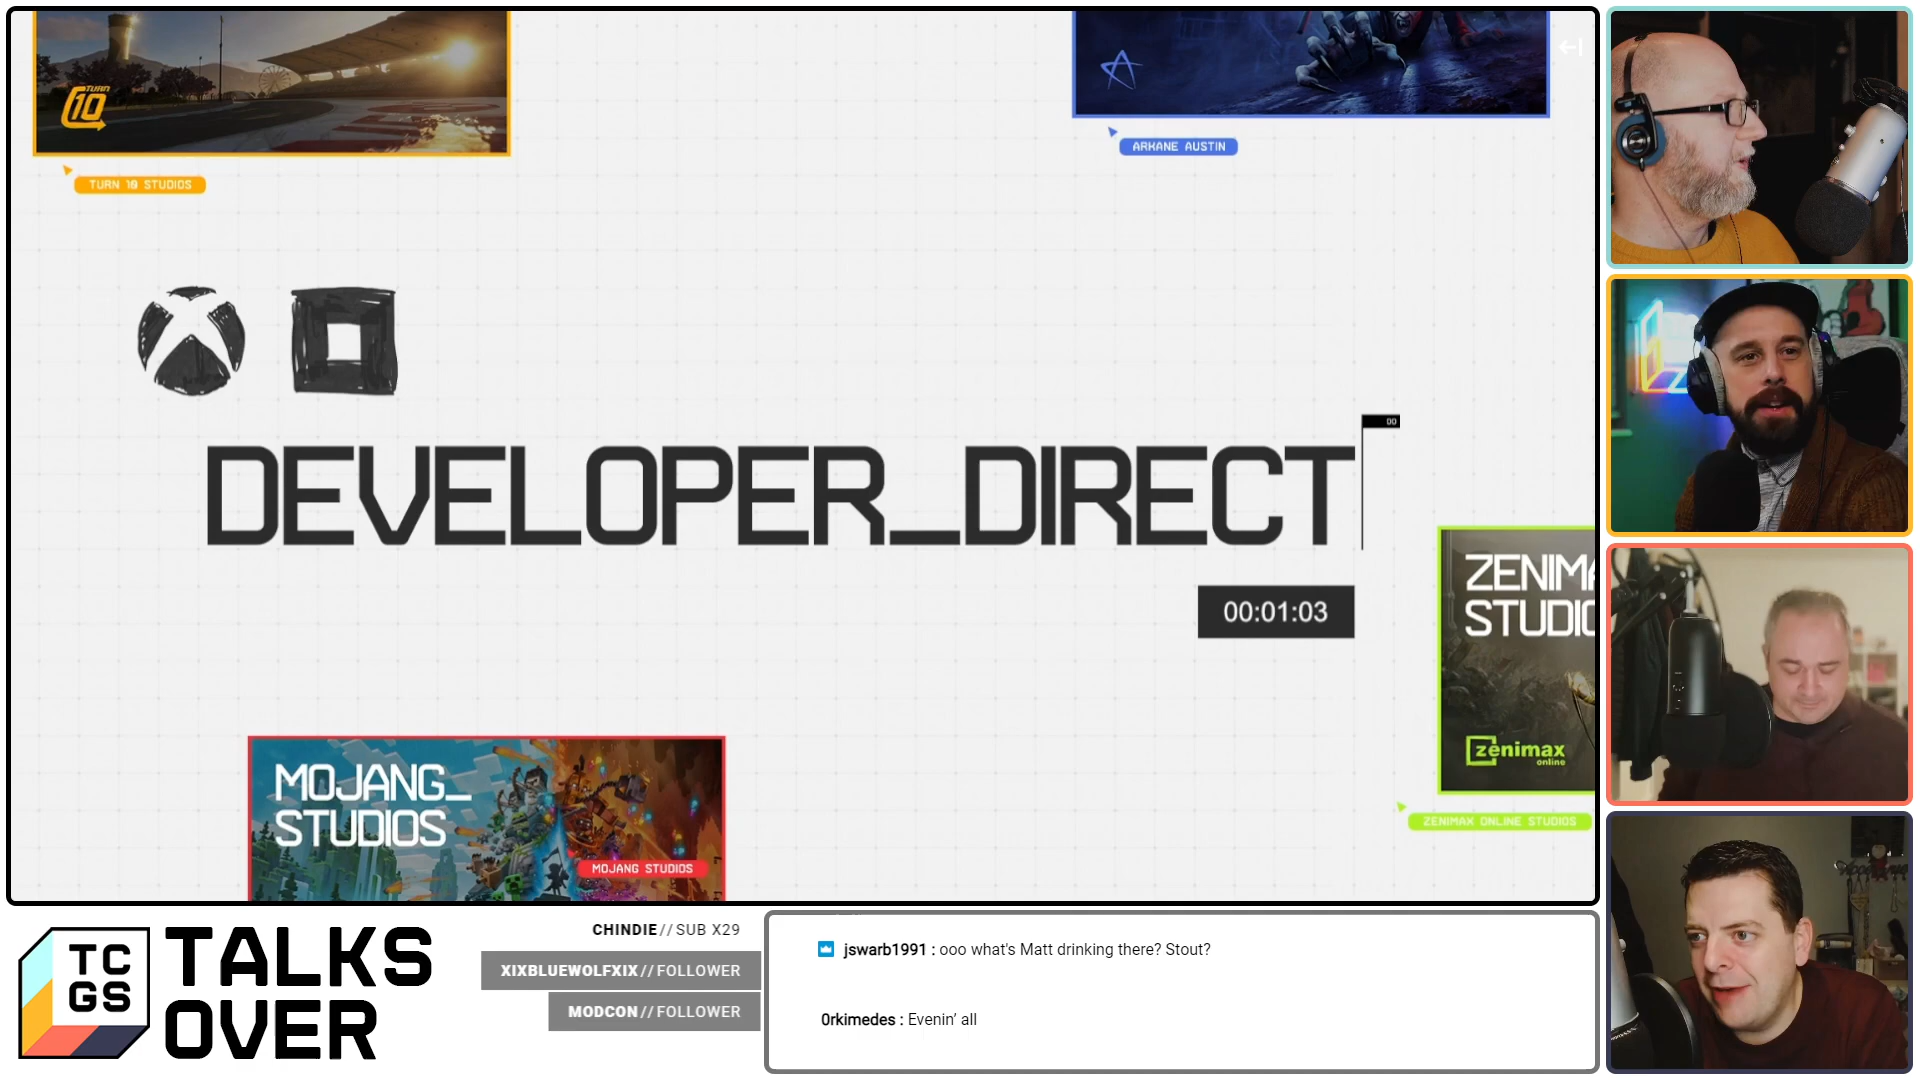 TURN
10
TURN 10 STUDIOS
ARKANE AUSTIN
DEVELOPER_DIRECT
00:01:03
ZENIMA
STUDIO
zenimax
online
ZENIMAX ONLINE STUDIOS
MOJANG_
STUDIOS
MOJANG STUDIOS
TC
GS
TALKS
OVER
CHINDIE // SUB X29
XIXBLUEWOLFXIX // FOLLOWER
MODCON // FOLLOWER
jswarb1991 : ooo what's Matt drinking there? Stout?
0rkimedes : Evenin' all